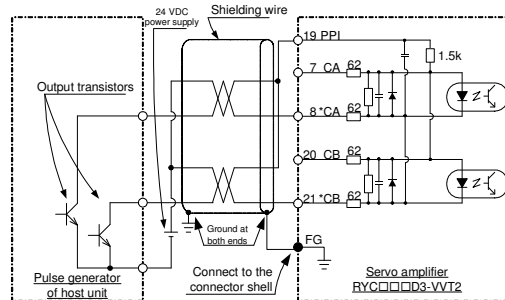 24 VDC
power supply
Shielding wire
19 PPI
1.5k
7 CA 62
Output transistors
8 *CA 62
20 CB 62
21 *CB 62
Ground at
both ends
FG
Pulse generator
of host unit
Connect to the
connector shell
Servo amplifier
RYC□□□D3-VVT2